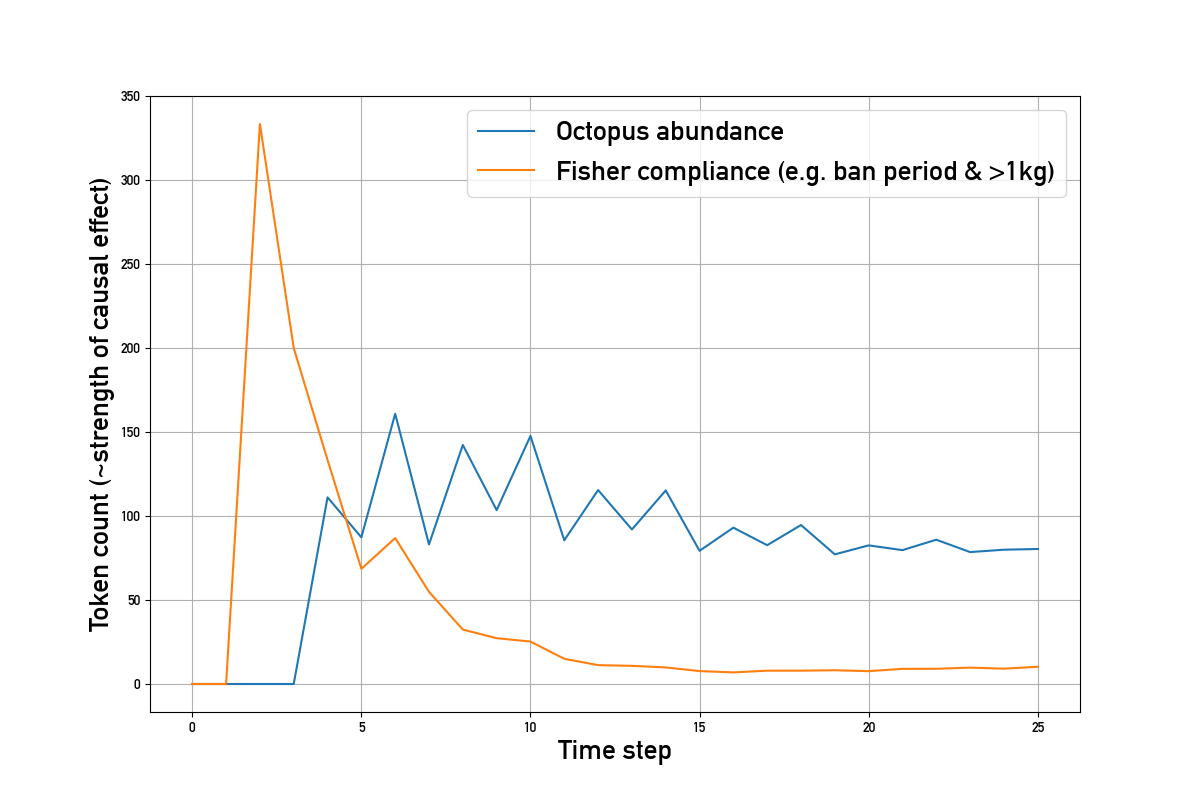 350
300
250
200
150
100
50
0
Token count (~strength of causal effect)
Octopus abundance
Fisher compliance (e.g. ban period & >1kg)
0 5 10 15 20 25
Time step